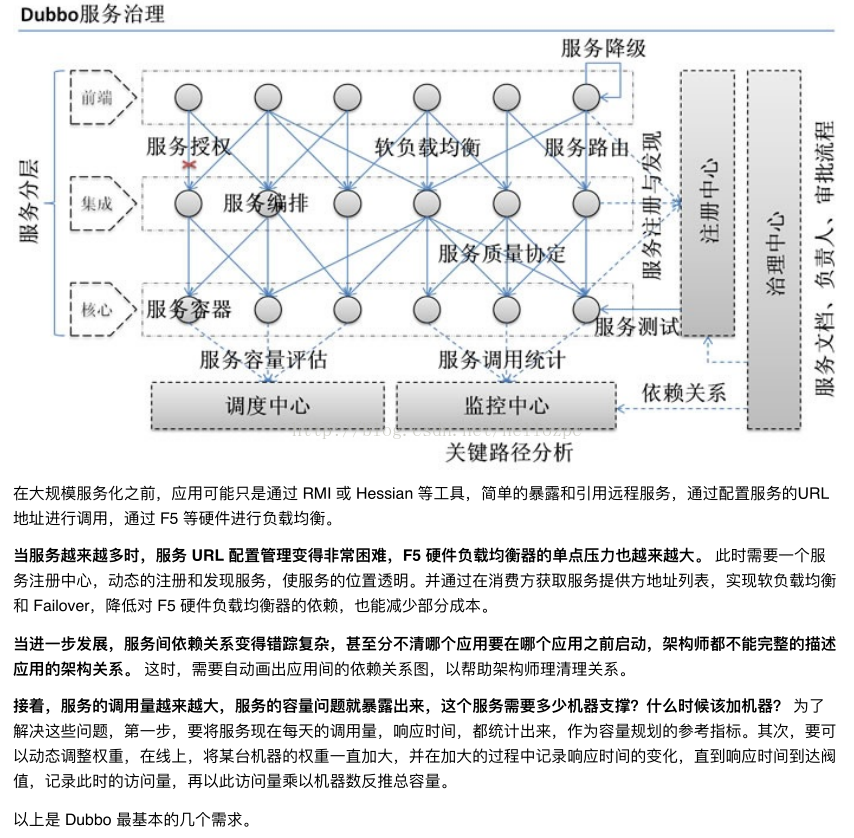 Dubbo服务治理
服务降级
前端
服务授权
软负载均衡
服务路由
服务分层
集成
服务编排
服务注册与发现
注册中心
治理中心
服务文档、负责人、审批流程
服务质量协定
核心
服务容器
服务测试
服务容量评估
服务调用统计
调度中心
监控中心
依赖关系
关键路径分析
在大规模服务化之前，应用可能只是通过 RMI 或 Hessian 等工具，简单的暴露和引用远程服务，通过配置服务的URL
地址进行调用，通过 F5 等硬件进行负载均衡。
当服务越来越多时，服务 URL 配置管理变得非常困难，F5 硬件负载均衡器的单点压力也越来越大。 此时需要一个服
务注册中心，动态的注册和发现服务，使服务的位置透明。并通过在消费方获取服务提供方地址列表，实现软负载均衡
和 Failover，降低对 F5 硬件负载均衡器的依赖，也能减少部分成本。
当进一步发展，服务间依赖关系变得错踪复杂，甚至分不清哪个应用要在哪个应用之前启动，架构师都不能完整的描述
应用的架构关系。 这时，需要自动画出应用间的依赖关系图，以帮助架构师理清理关系。
接着，服务的调用量越来越大，服务的容量问题就暴露出来，这个服务需要多少机器支撑？什么时候该加机器？ 为了
解决这些问题，第一步，要将服务现在每天的调用量，响应时间，都统计出来，作为容量规划的参考指标。其次，要可
以动态调整权重，在线上，将某台机器的权重一直加大，并在加大的过程中记录响应时间的变化，直到响应时间到达阀
值，记录此时的访问量，再以此访问量乘以机器数反推总容量。
以上是 Dubbo 最基本的几个需求。